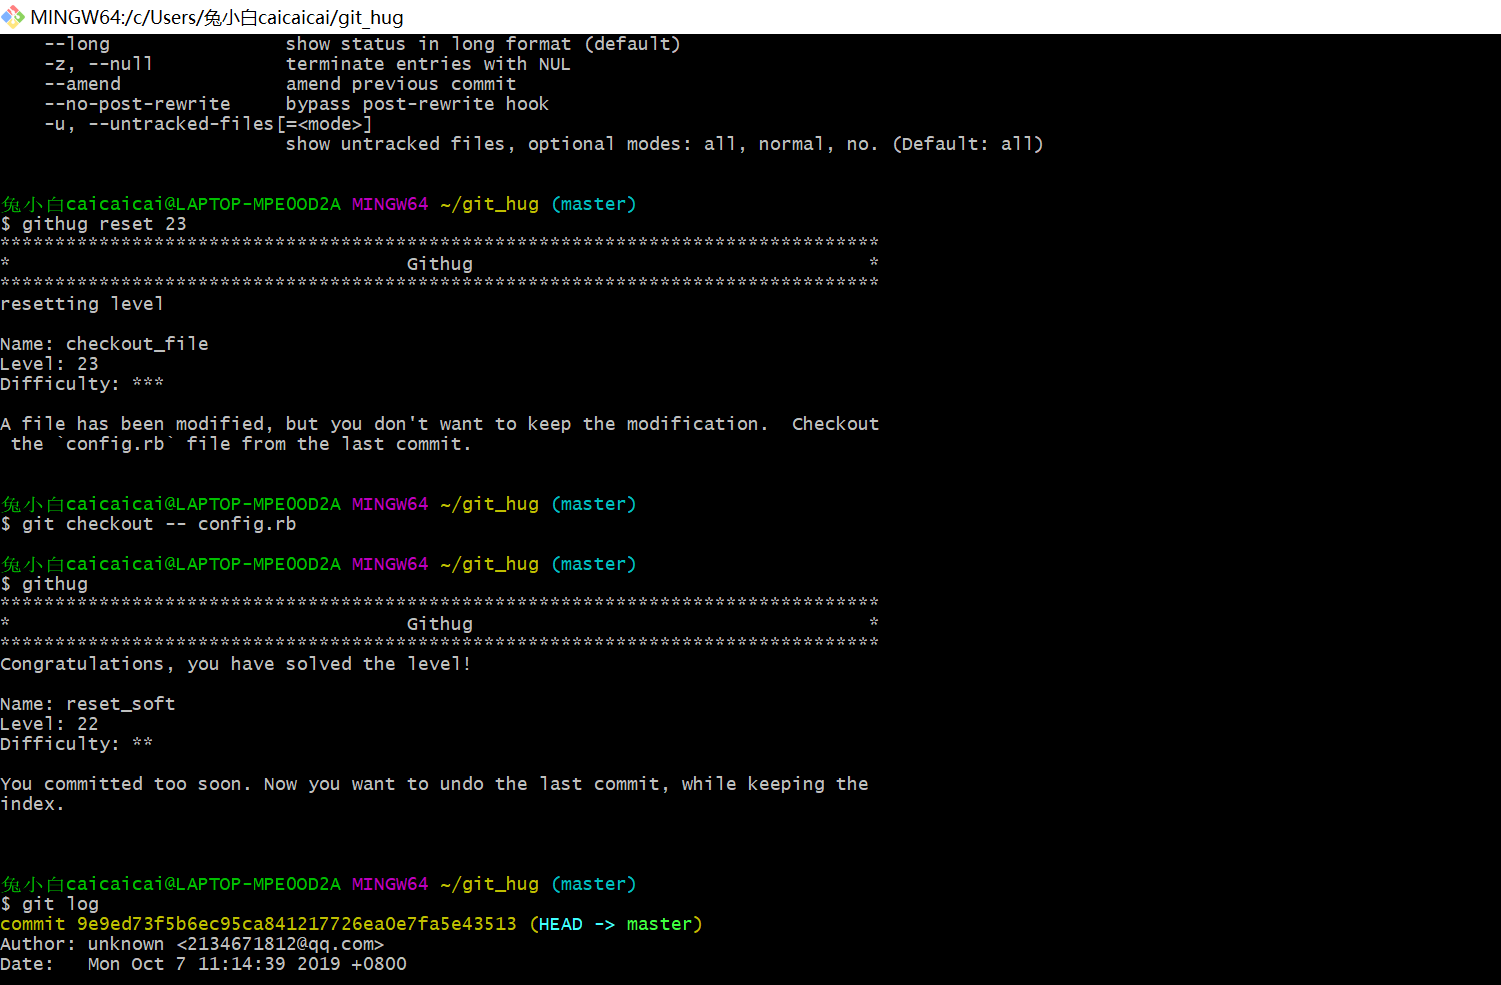 MINGW64:/c/Users/兔小白caicaicai/git_hug
--long                show status in long format (default)
-z, --null            terminate entries with NUL
--amend               amend previous commit
--no-post-rewrite     bypass post-rewrite hook
-u, --untracked-files[=<mode>]
show untracked files, optional modes: all, normal, no. (Default: all)
兔小白caicaicai@LAPTOP-MPEOOD2A MINGW64 ~/git_hug (master)
$ githug reset 23
********************************************************************************
*                                    Githug                                    *
********************************************************************************
resetting level
Name: checkout_file
Level: 23
Difficulty: ***
A file has been modified, but you don't want to keep the modification.  Checkout
the `config.rb` file from the last commit.
兔小白caicaicai@LAPTOP-MPEOOD2A MINGW64 ~/git_hug (master)
$ git checkout -- config.rb
兔小白caicaicai@LAPTOP-MPEOOD2A MINGW64 ~/git_hug (master)
$ githug
********************************************************************************
*                                    Githug                                    *
********************************************************************************
Congratulations, you have solved the level!
Name: reset_soft
Level: 22
Difficulty: **
You committed too soon. Now you want to undo the last commit, while keeping the
index.
兔小白caicaicai@LAPTOP-MPEOOD2A MINGW64 ~/git_hug (master)
$ git log
commit 9e9ed73f5b6ec95ca841217726ea0e7fa5e43513 (HEAD -> master)
Author: unknown <2134671812@qq.com>
Date:   Mon Oct 7 11:14:39 2019 +0800